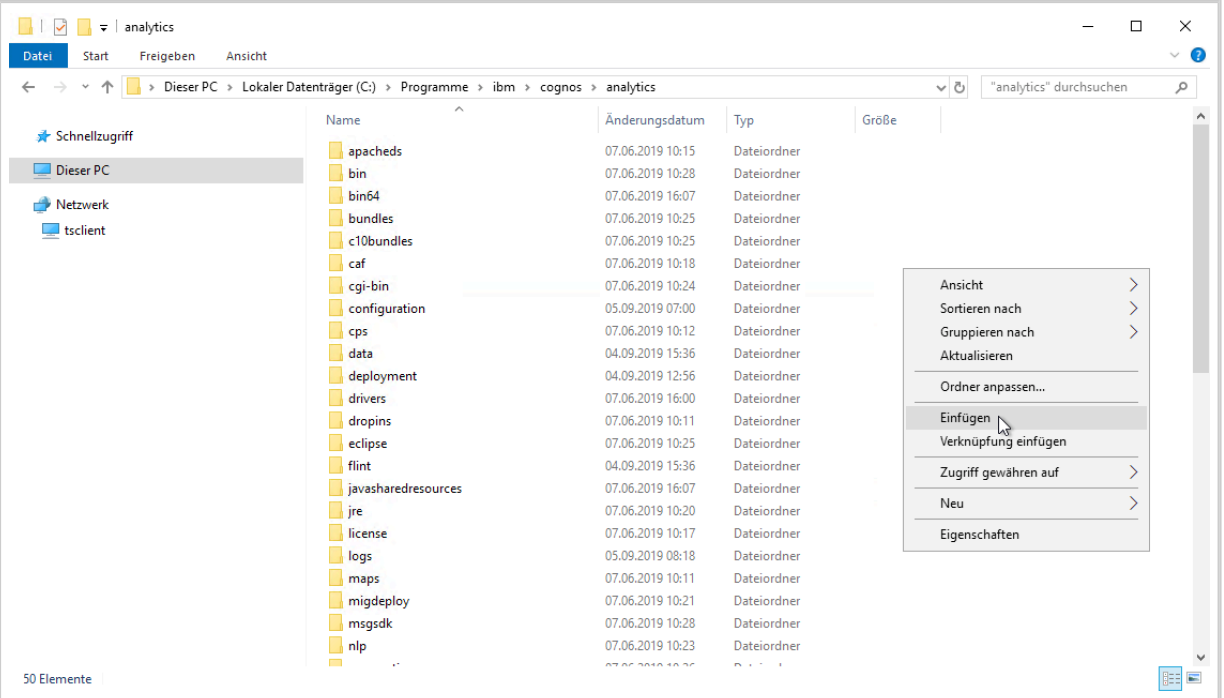 analytics
Datei Start Freigeben Ansicht
Dieser PC > Lokaler Datenträger (C:) > Programme > ibm > cognos > analytics
"analytics" durchsuchen
Schnellzugriff
Dieser PC
Netzwerk
tsclient
Name Änderungsdatum Typ Größe
apacheds 07.06.2019 10:15 Dateiordner
bin 07.06.2019 10:28 Dateiordner
bin64 07.06.2019 16:07 Dateiordner
bundles 07.06.2019 10:25 Dateiordner
c10bundles 07.06.2019 10:25 Dateiordner
caf 07.06.2019 10:18 Dateiordner
cgi-bin 07.06.2019 10:24 Dateiordner
configuration 05.09.2019 07:00 Dateiordner
cps 07.06.2019 10:12 Dateiordner
data 04.09.2019 15:36 Dateiordner
deployment 04.09.2019 12:56 Dateiordner
drivers 07.06.2019 16:00 Dateiordner
dropins 07.06.2019 10:11 Dateiordner
eclipse 07.06.2019 10:25 Dateiordner
flint 04.09.2019 15:36 Dateiordner
javasharedresources 07.06.2019 16:07 Dateiordner
jre 07.06.2019 10:20 Dateiordner
license 07.06.2019 10:17 Dateiordner
logs 05.09.2019 08:18 Dateiordner
maps 07.06.2019 10:11 Dateiordner
migdeploy 07.06.2019 10:21 Dateiordner
msgsdk 07.06.2019 10:28 Dateiordner
nlp 07.06.2019 10:23 Dateiordner
Ansicht
Sortieren nach
Gruppieren nach
Aktualisieren
Ordner anpassen...
Einfügen
Verknüpfung einfügen
Zugriff gewähren auf
Neu
Eigenschaften
50 Elemente